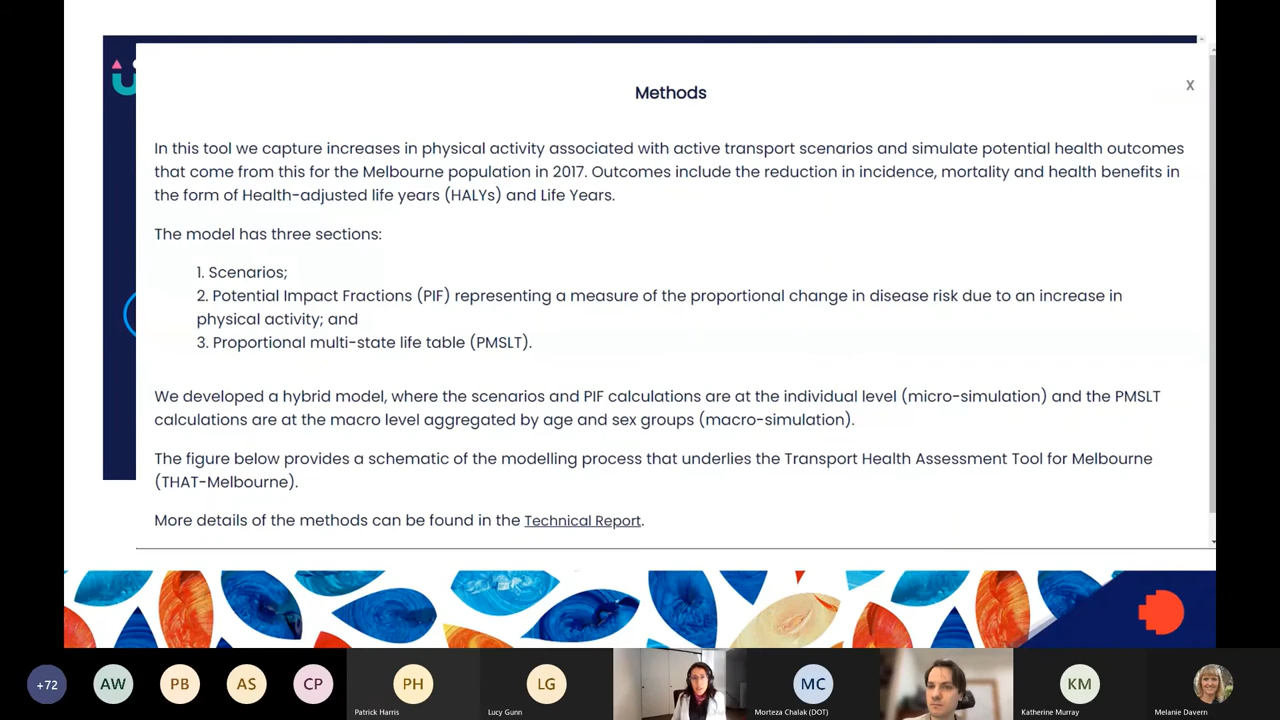 Methods
X
In this tool we capture increases in physical activity associated with active transport scenarios and simulate potential health outcomes
that come from this for the Melbourne population in 2017. Outcomes include the reduction in incidence, mortality and health benefits in
the form of Health-adjusted life years (HALYs) and Life Years.
The model has three sections:
1. Scenarios;
2. Potential Impact Fractions (PIF) representing a measure of the proportional change in disease risk due to an increase in
physical activity; and
3. Proportional multi-state life table (PMSLT).
We developed a hybrid model, where the scenarios and PIF calculations are at the individual level (micro-simulation) and the PMSLT
calculations are at the macro level aggregated by age and sex groups (macro-simulation).
The figure below provides a schematic of the modelling process that underlies the Transport Health Assessment Tool for Melbourne
(THAT-Melbourne).
More details of the methods can be found in the Technical Report.
+72 AW PB AS CP PH LG MC KM
Patrick Harris Lucy Gunn Morteza Chalak (DOT) Katherine Murray Melanie Davern